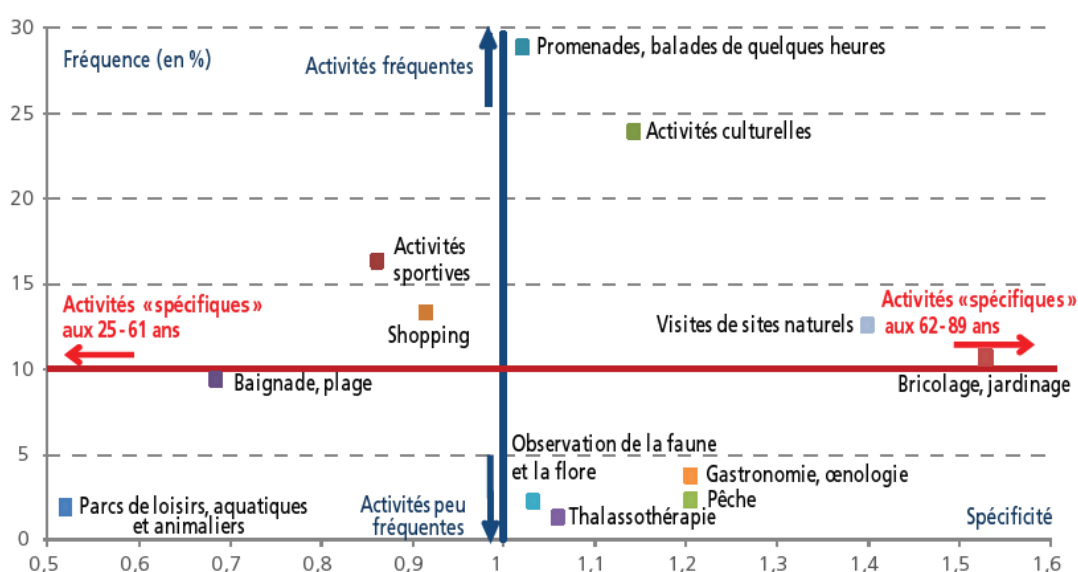 30
Fréquence (en %)
Activités fréquentes
Promenades, balades de quelques heures
25
Activités culturelles
20
Activités
sportives
15
Activités « spécifiques »
aux 25 - 61 ans
Shopping
Visites de sites naturels
Activités « spécifiques »
aux 62 - 89 ans
10
Baignade, plage
Bricolage, jardinage
5
Observation de la faune
et la flore
Gastronomie, œnologie
Pêche
Thalassothérapie
Parcs de loisirs, aquatiques
et animaliers
Activités peu
fréquentes
Spécificité
0
0,5 0,6 0,7 0,8 0,9 1 1,1 1,2 1,3 1,4 1,5 1,6